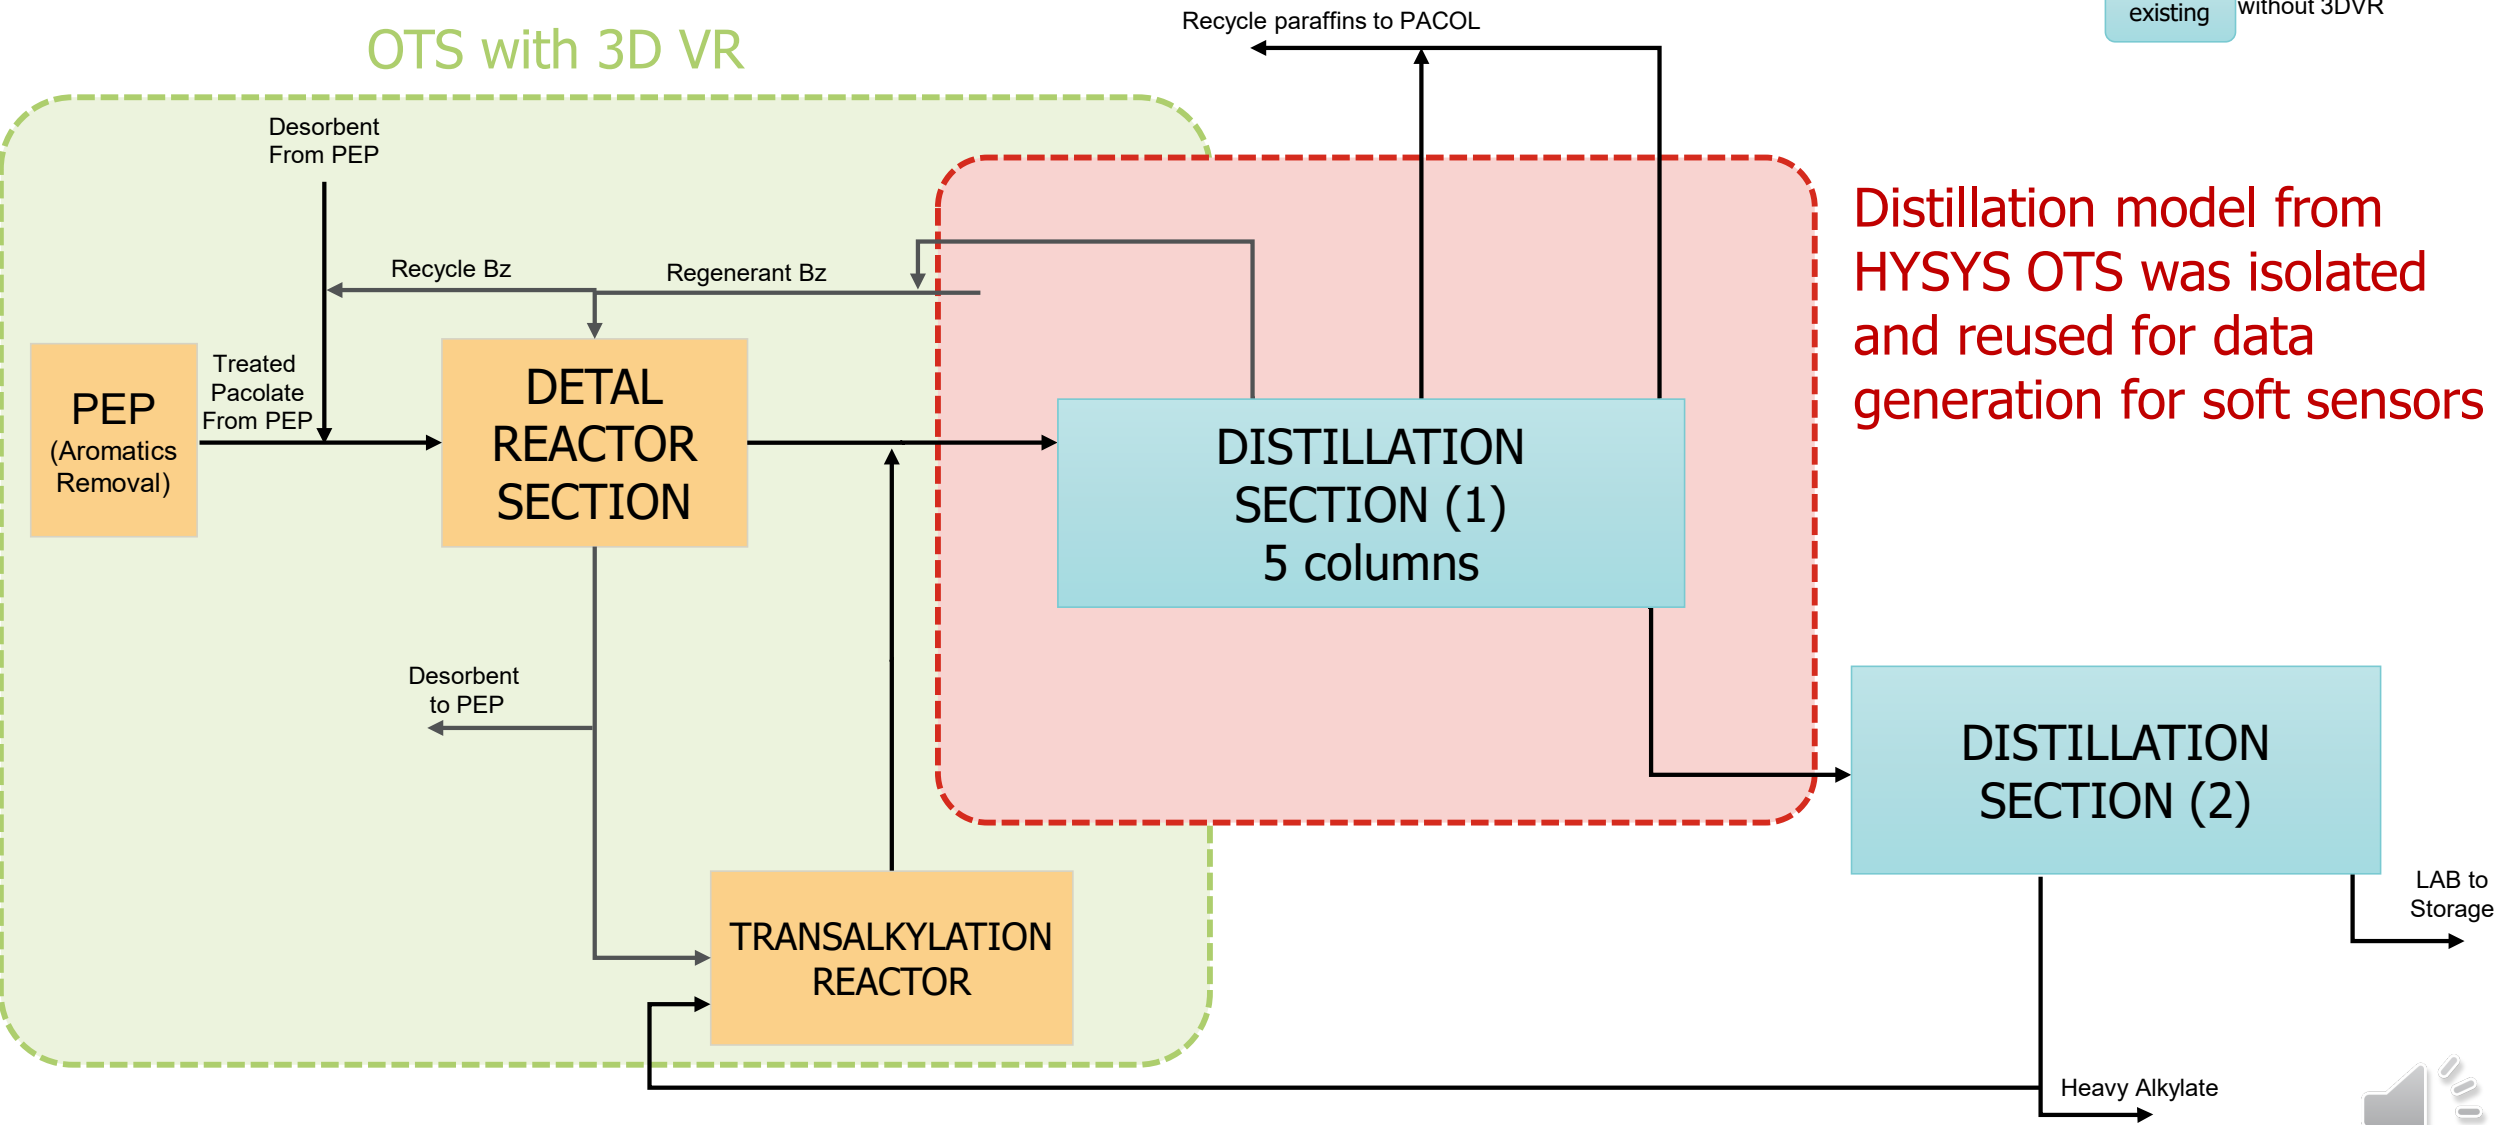 Recycle paraffins to PACOL
existing
without 3DVR
OTS with 3D VR
Desorbent
From PEP
Recycle Bz
Regenerant Bz
Distillation model from
HYSYS OTS was isolated
and reused for data
generation for soft sensors
Treated
Pacolate
From PEP
PEP
(Aromatics
Removal)
DETAL
REACTOR
SECTION
DISTILLATION
SECTION (1)
5 columns
Desorbent
to PEP
DISTILLATION
SECTION (2)
TRANSALKYLATION
REACTOR
LAB to
Storage
Heavy Alkylate